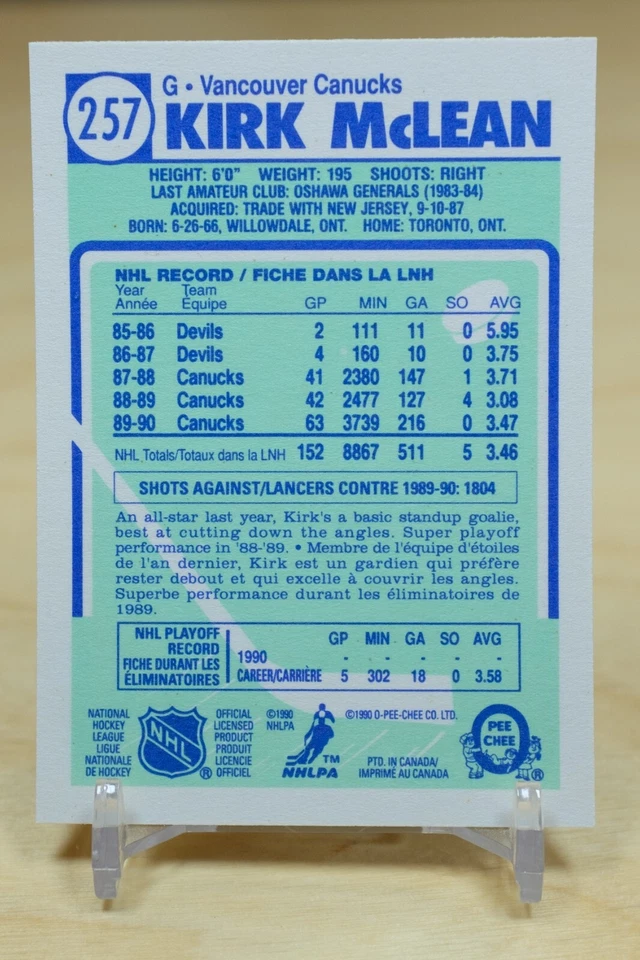 257
G • Vancouver Canucks
KIRK McLEAN
HEIGHT: 6'0" WEIGHT: 195 SHOOTS: RIGHT
LAST AMATEUR CLUB: OSHAWA GENERALS (1983-84)
ACQUIRED: TRADE WITH NEW JERSEY, 9-10-87
BORN: 6-26-66, WILLOWDALE, ONT. HOME: TORONTO, ONT.
NHL RECORD / FICHE DANS LA LNH
Year Team
Année Équipe GP MIN GA SO AVG
85-86 Devils 2 111 11 0 5.95
86-87 Devils 4 160 10 0 3.75
87-88 Canucks 41 2380 147 1 3.71
88-89 Canucks 42 2477 127 4 3.08
89-90 Canucks 63 3739 216 0 3.47
NHL Totals/Totaux dans la LNH 152 8867 511 5 3.46
SHOTS AGAINST/LANCERS CONTRE 1989-90: 1804
An all-star last year, Kirk's a basic standup goalie,
best at cutting down the angles. Super playoff
performance in '88-'89. • Membre de l'équipe d'étoiles
de l'an dernier, Kirk est un gardien qui préfère
rester debout et qui excelle à couvrir les angles.
Superbe performance durant les éliminatoires de
1989.
NHL PLAYOFF
RECORD
FICHE DURANT LES
ÉLIMINATOIRES
GP MIN GA SO AVG
1990 - - - - -
CAREER/CARRIÈRE 5 302 18 0 3.58
NATIONAL
HOCKEY
LEAGUE
LIGUE
NATIONALE
DE HOCKEY
NHL
®
OFFICIAL
LICENSED
PRODUCT
PRODUIT
LICENCIE
OFFICIEL
©1990
NHLPA
TM
NHLPA
©1990 O-PEE-CHEE CO. LTD.
PTD. IN CANADA/
IMPRIMÉ AU CANADA
O
PEE
CHEE
®